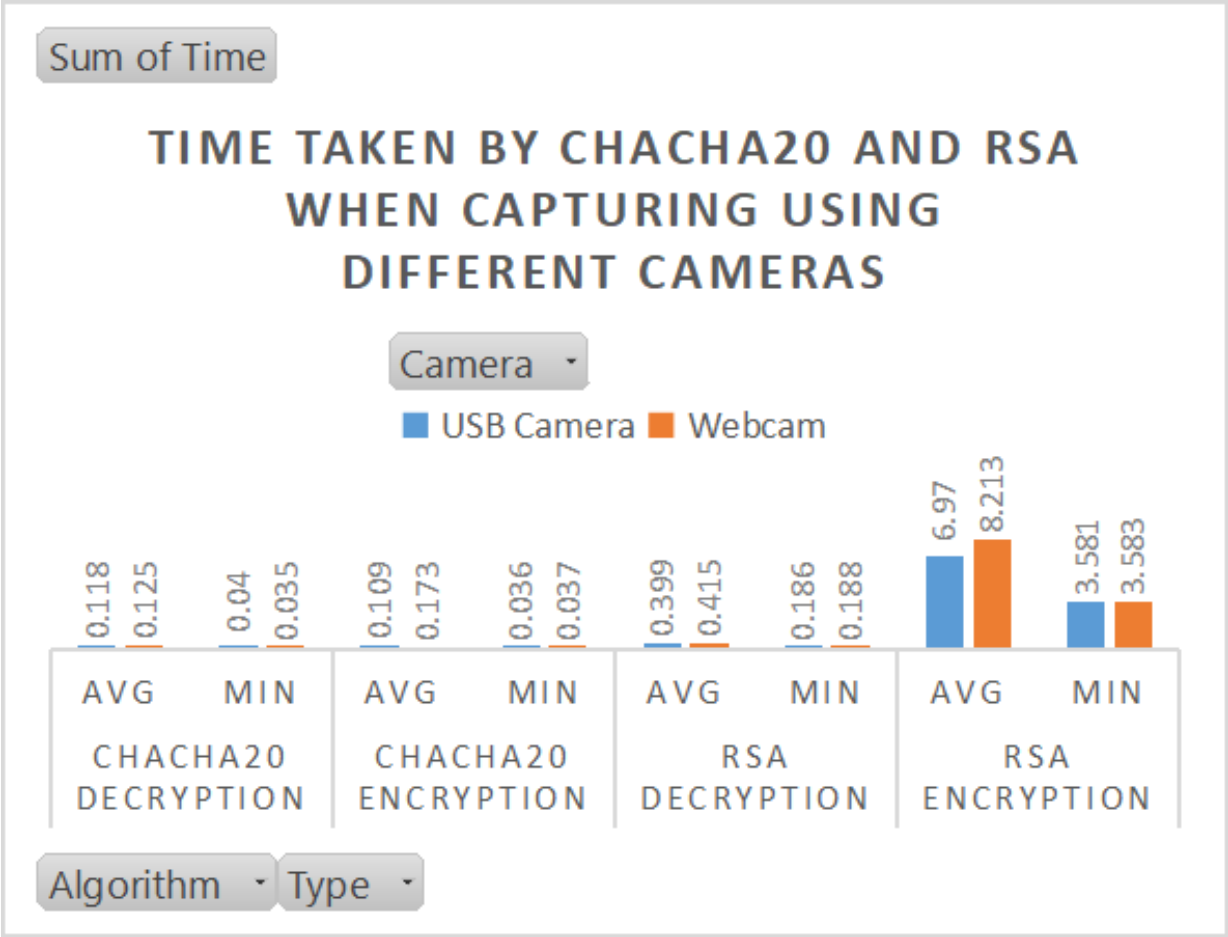 Sum of Time
TIME TAKEN BY CHACHA20 AND RSA
WHEN CAPTURING USING
DIFFERENT CAMERAS
Camera
USB Camera Webcam
0.118 0.125 0.04 0.035 0.109 0.173 0.036 0.037 0.399 0.415 0.186 0.188 6.97 8.213 3.581 3.583
AVG MIN AVG MIN AVG MIN AVG MIN
CHACHA20 CHACHA20 RSA RSA
DECRYPTION ENCRYPTION DECRYPTION ENCRYPTION
Algorithm Type